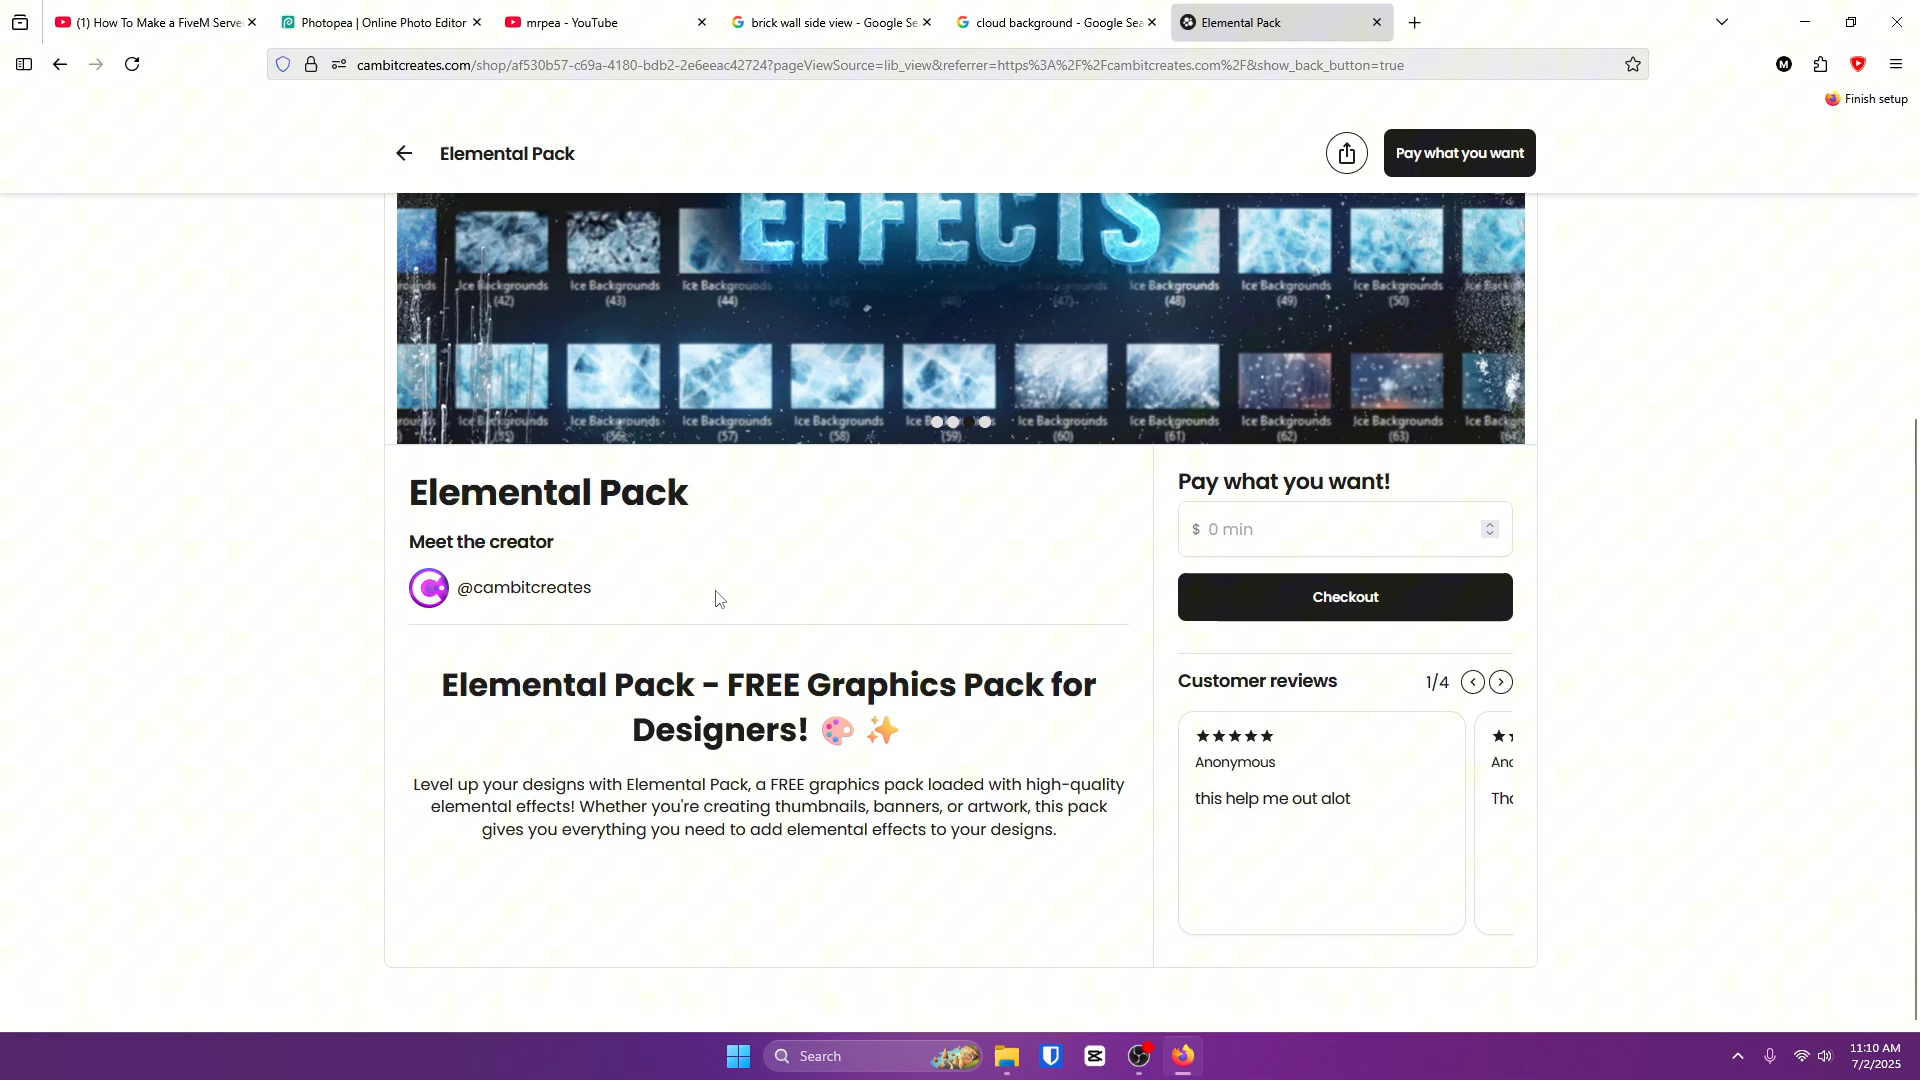 (1) How To Make a FiveM Server
Photopea | Online Photo Editor
mrpea - YouTube
brick wall side view - Google Se
cloud background - Google Sea
Elemental Pack
cambitcreates.com/shop/af530b57-c69a-4180-bdb2-2e6eeac42724?pageViewSource=lib_view&referrer=https%3A%2F%2Fcambitcreates.com%2F&show_back_button=true
M
Finish setup
Elemental Pack
Pay what you want
EFFECTS
Ice Backgrounds Ice Backgrounds Ice Backgrounds Ice Backgrounds Ice Backgrounds Ice Backgrounds
(42) (43) (44) (45) (46) (47) (48) (49) (50)
Ice Backgrounds Ice Backgrounds Ice Backgrounds Ice Backgrounds Ice Backgrounds Ice Backgrounds Ice Backgrounds Ice Backgrounds
(56) (57) (58) (59) (60) (61) (62) (63)
Elemental Pack
Meet the creator
@cambitcreates
Elemental Pack - FREE Graphics Pack for
Designers! 🎨 ✨
Level up your designs with Elemental Pack, a FREE graphics pack loaded with high-quality
elemental effects! Whether you're creating thumbnails, banners, or artwork, this pack
gives you everything you need to add elemental effects to your designs.
Pay what you want!
$ 0 min
Checkout
Customer reviews 1/4
★★★★★
Anonymous
this help me out alot
Search
11:10 AM
7/2/2025